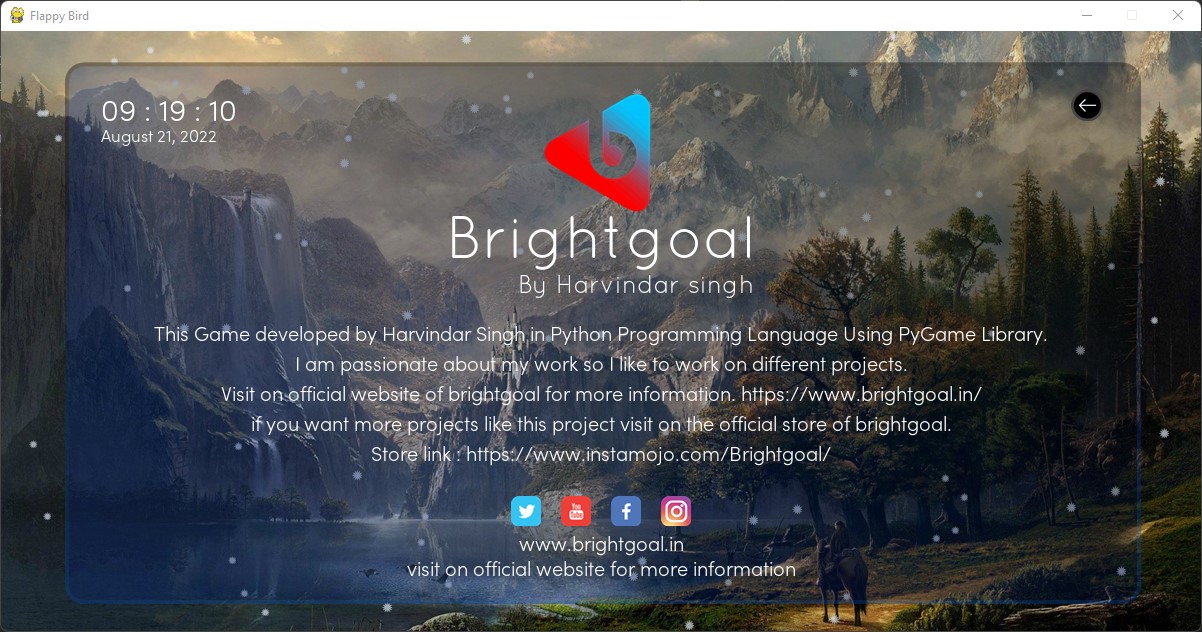 Flappy Bird
09 : 19 : 10
August 21, 2022
b
Brightgoal
By Harvindar singh
This Game developed by Harvindar Singh in Python Programming Language Using PyGame Library.
I am passionate about my work so I like to work on different projects.
Visit on official website of brightgoal for more information. https://www.brightgoal.in/
if you want more projects like this project visit on the official store of brightgoal.
Store link : https://www.instamojo.com/Brightgoal/
You Tube
www.brightgoal.in
visit on official website for more information